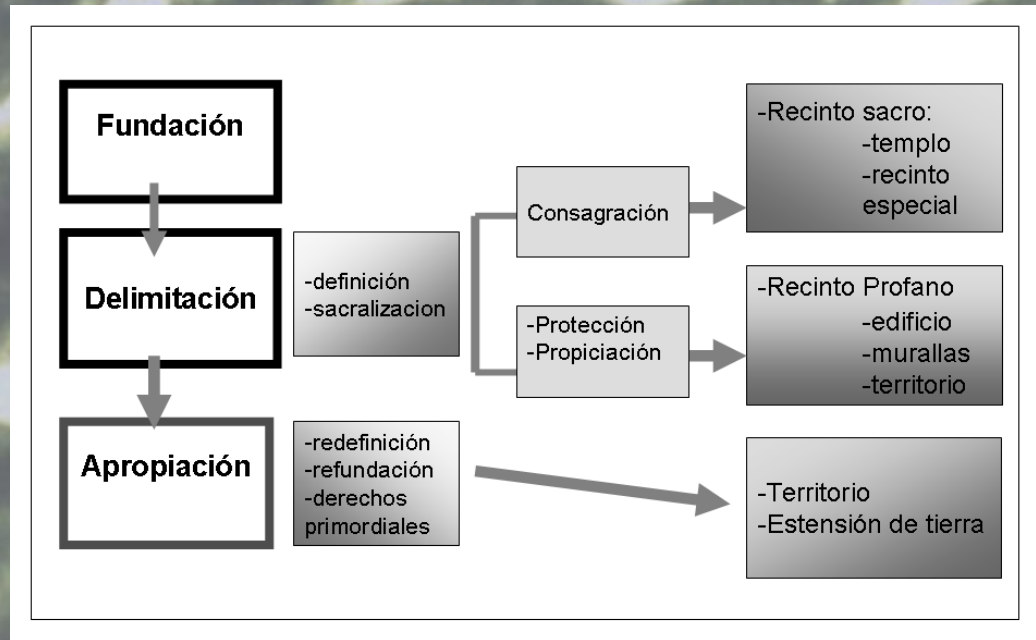 Fundación
Delimitación
-definición
-sacralizacion
Consagración
-Recinto sacro:
-templo
-recinto
especial
-Protección
-Propiciación
-Recinto Profano
-edificio
-murallas
-territorio
Apropiación
-redefinición
-refundación
-derechos
primordiales
-Territorio
-Estensión de tierra